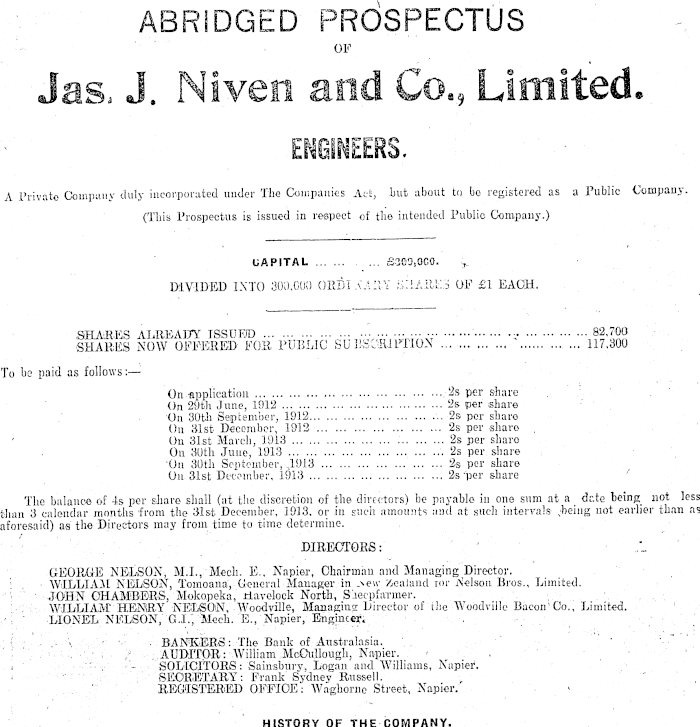 ABRIDGED PROSPECTUS
OF
Jas. J. Niven and Co., Limited.
ENGINEERS.
A Private Company duly incorporated under The Companies Act, but about to be registered as a Public Company.
(This Prospectus is issued in respect of the intended Public Company.)
CAPITAL ... ... ... ... £300,000.
DIVIDED INTO 300,000 ORDINARY SHARES OF £1 EACH.
SHARES ALREADY ISSUED ... ... ... ... ... ... ... ... ... ... ... ... ... 82,700
SHARES NOW OFFERED FOR PUBLIC SUBSCRIPTION ... ... ... ... ... ... ... 117,300
To be paid as follows:—
On application ... ... ... ... ... ... ... ... ... 2s per share
On 29th June, 1912 ... ... ... ... ... ... ... ... 2s per share
On 30th September, 1912... ... ... ... ... ... ... 2s per share
On 31st December, 1912 ... ... ... ... ... ... ... 2s per share
On 31st March, 1913 ... ... ... ... ... ... ... ... 2s per share
On 30th June, 1913 ... ... ... ... ... ... ... ... 2s per share
On 30th September, 1913 ... ... ... ... ... ... ... 2s per share
On 31st December, 1913 ... ... ... ... ... ... ... 2s per share
The balance of 4s per share shall (at the discretion of the directors) be payable in one sum at a date being not less
than 3 calendar months from the 31st December, 1913, or in such amounts and at such intervals (being not earlier than as
aforesaid) as the Directors may from time to time determine.
DIRECTORS:
GEORGE NELSON, M.I., Mech. E., Napier, Chairman and Managing Director.
WILLIAM NELSON, Tomoana, General Manager in New Zealand for Nelson Bros., Limited.
JOHN CHAMBERS, Mokopeka, Havelock North, Sheepfarmer.
WILLIAM HENRY NELSON, Woodville, Managing Director of the Woodville Bacon Co., Limited.
LIONEL NELSON, G.I., Mech. E., Napier, Engineer.
BANKERS: The Bank of Australasia.
AUDITOR: William McCullough, Napier.
SOLICITORS: Sainsbury, Logan and Williams, Napier.
SECRETARY: Frank Sydney Russell.
REGISTERED OFFICE: Waghorne Street, Napier.
HISTORY OF THE COMPANY.